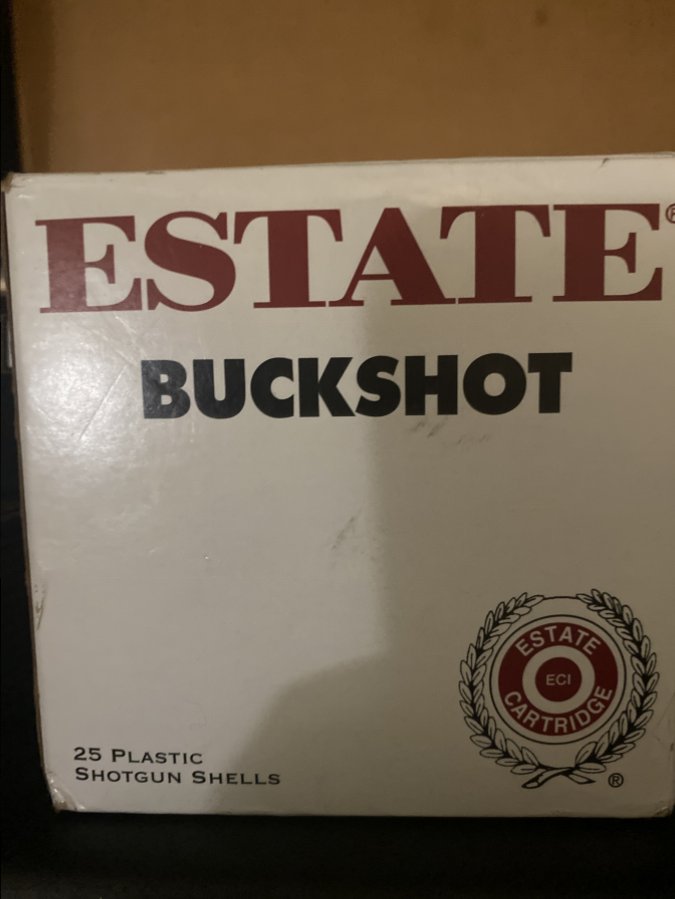 ESTATE®
BUCKSHOT
ESTATE
ECI
CARTRIDGE
®
25 PLASTIC
SHOTGUN SHELLS